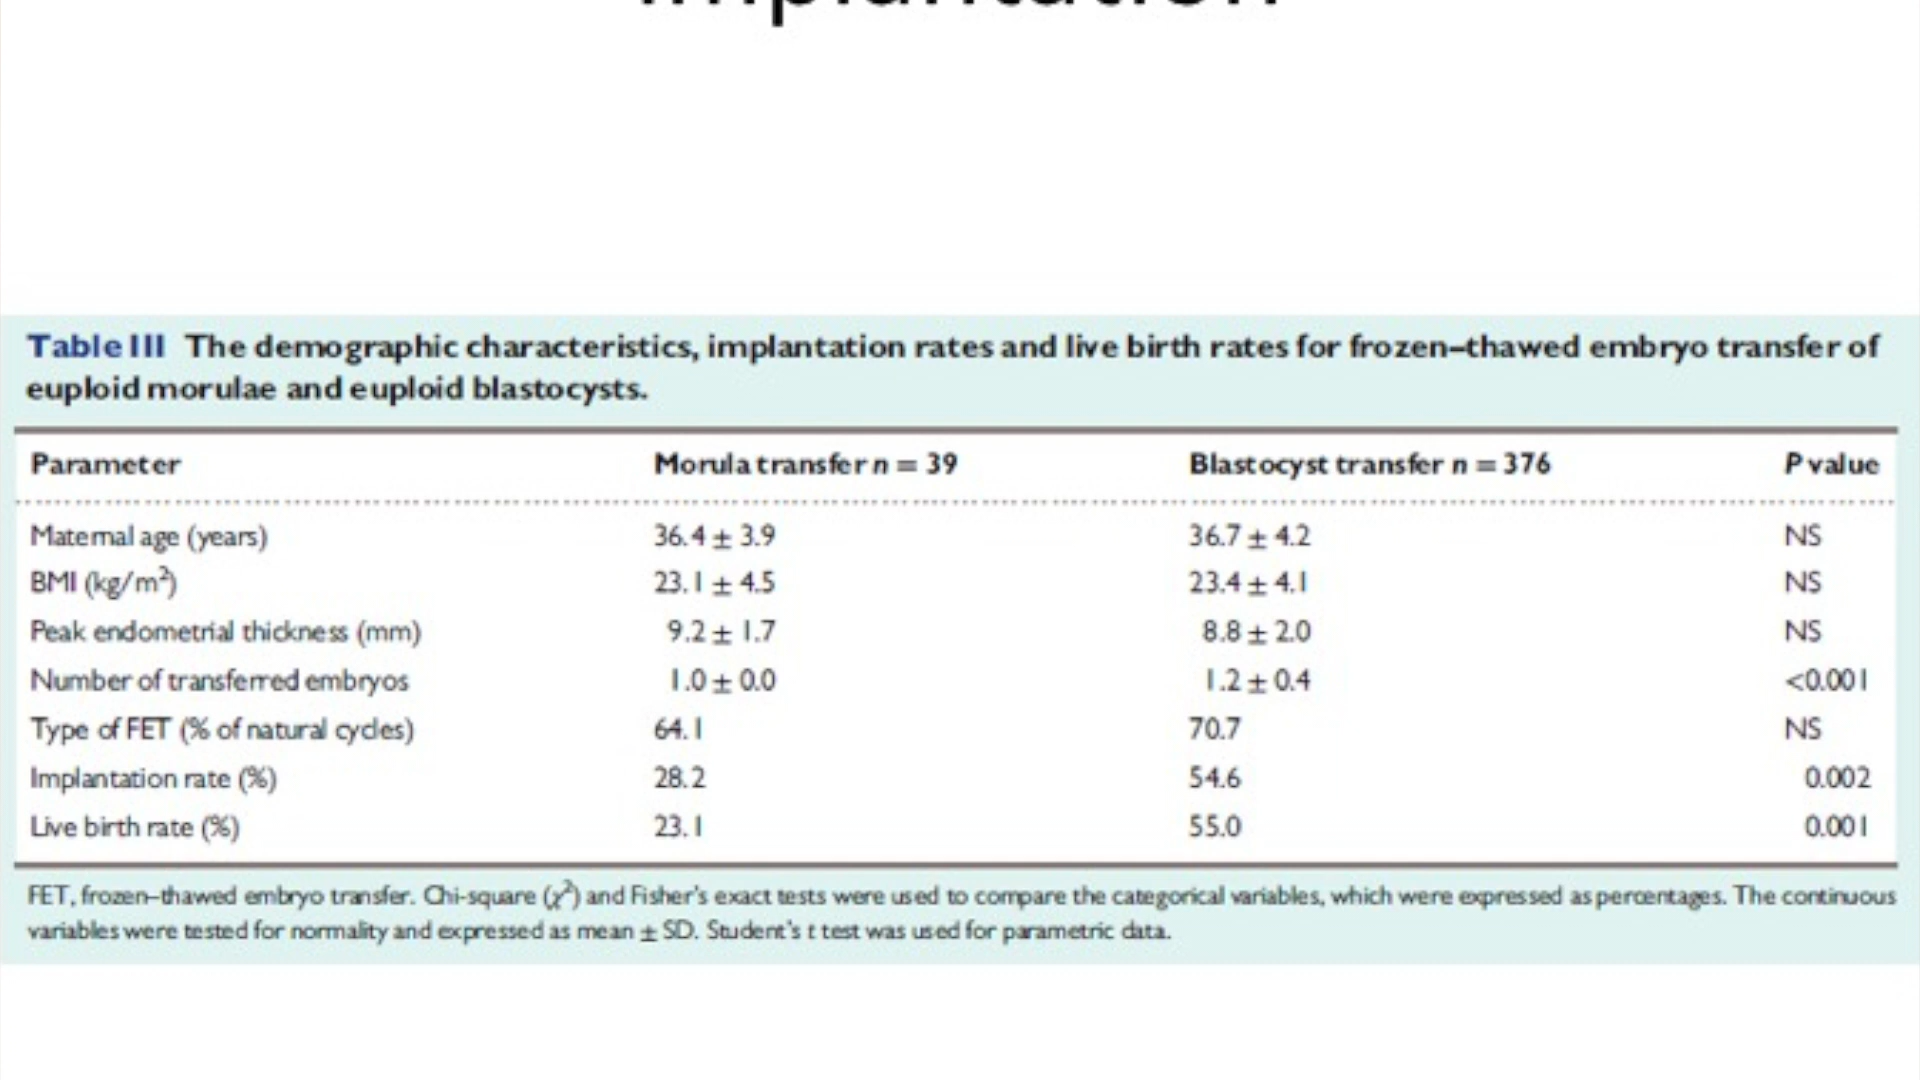 Implantation
Table III The demographic characteristics, implantation rates and live birth rates for frozen–thawed embryo transfer of
euploid morulae and euploid blastocysts.
Parameter Morula transfer n = 39 Blastocyst transfer n = 376 P value
Maternal age (years) 36.4 ± 3.9 36.7 ± 4.2 NS
BMI (kg/m²) 23.1 ± 4.5 23.4 ± 4.1 NS
Peak endometrial thickness (mm) 9.2 ± 1.7 8.8 ± 2.0 NS
Number of transferred embryos 1.0 ± 0.0 1.2 ± 0.4 <0.001
Type of FET (% of natural cycles) 64.1 70.7 NS
Implantation rate (%) 28.2 54.6 0.002
Live birth rate (%) 23.1 55.0 0.001
FET, frozen–thawed embryo transfer. Chi-square (χ²) and Fisher's exact tests were used to compare the categorical variables, which were expressed as percentages. The continuous
variables were tested for normality and expressed as mean ± SD. Student's t test was used for parametric data.